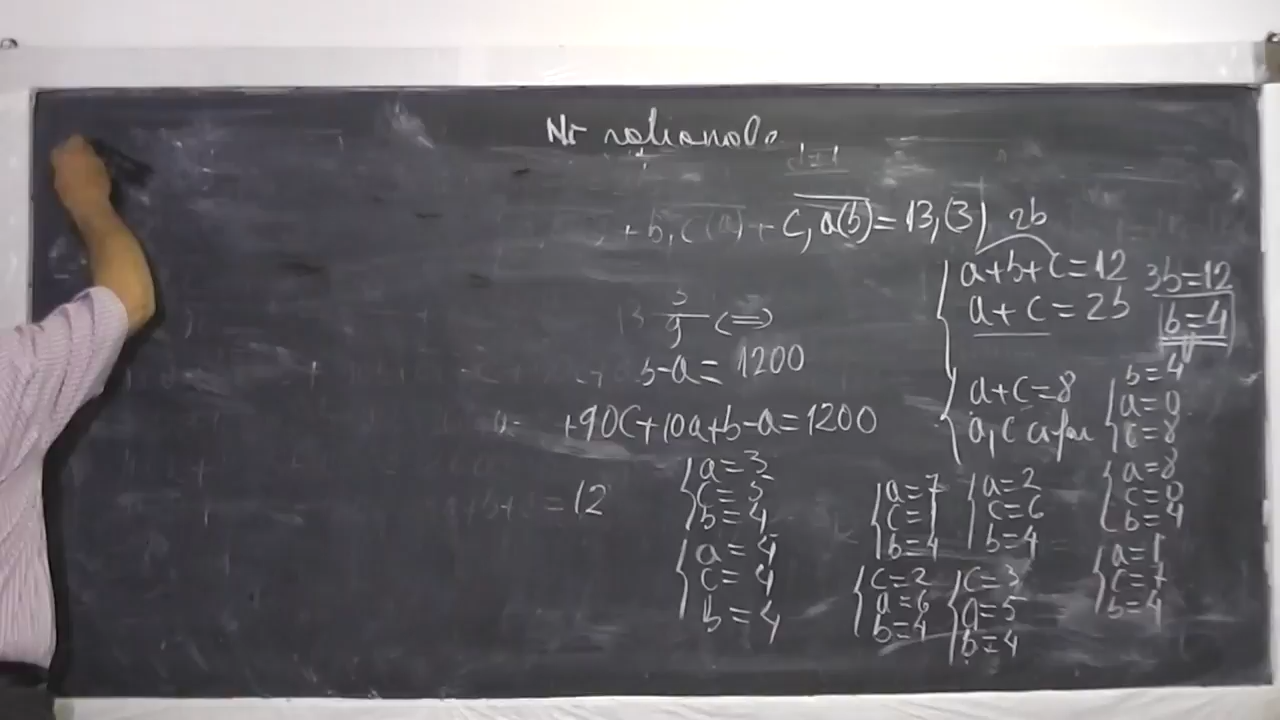 Nr rationale
+ b,c(a) + c,a(b) = 13,(3)
2b
a+b+c=12
3b=12
a+c=2b
b=4
3/9 <=>
b-a=1200
+90c+10a+b-a=1200
=12
a+c=8
a, c cifre
b=4
a=0
c=8
a=8
c=0
b=4
a=1
c=7
b=4
a=3
c=5
b=4
a=4
c=4
b=4
a=7
c=1
b=4
a=2
c=6
b=4
c=2
a=6
b=4
c=3
a=5
b=4